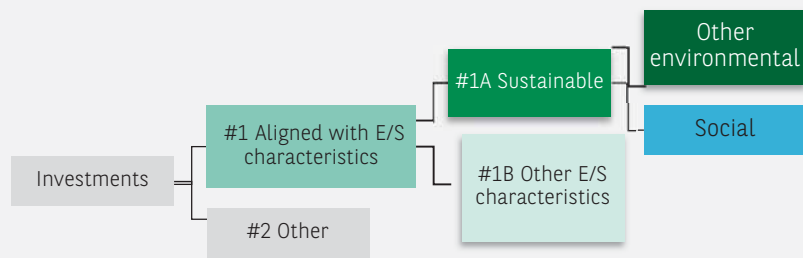 Investments
#1 Aligned with E/S
characteristics
#2 Other
#1A Sustainable
#1B Other E/S
characteristics
Other
environmental
Social